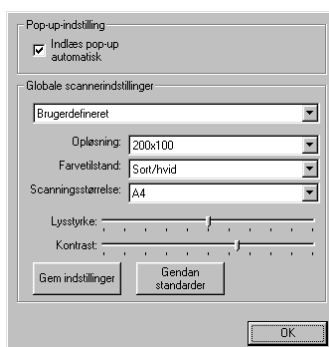 Pop-up-indstilling
Indlæs pop-up
automatisk
Globale scannerindstillinger
Brugerdefineret
Opløsning: 200x100
Farvetilstand: Sort/hvid
Scanningsstørrelse: A4
Lysstyrke:
Kontrast:
Gem indstillinger
Gendan
standarder
OK